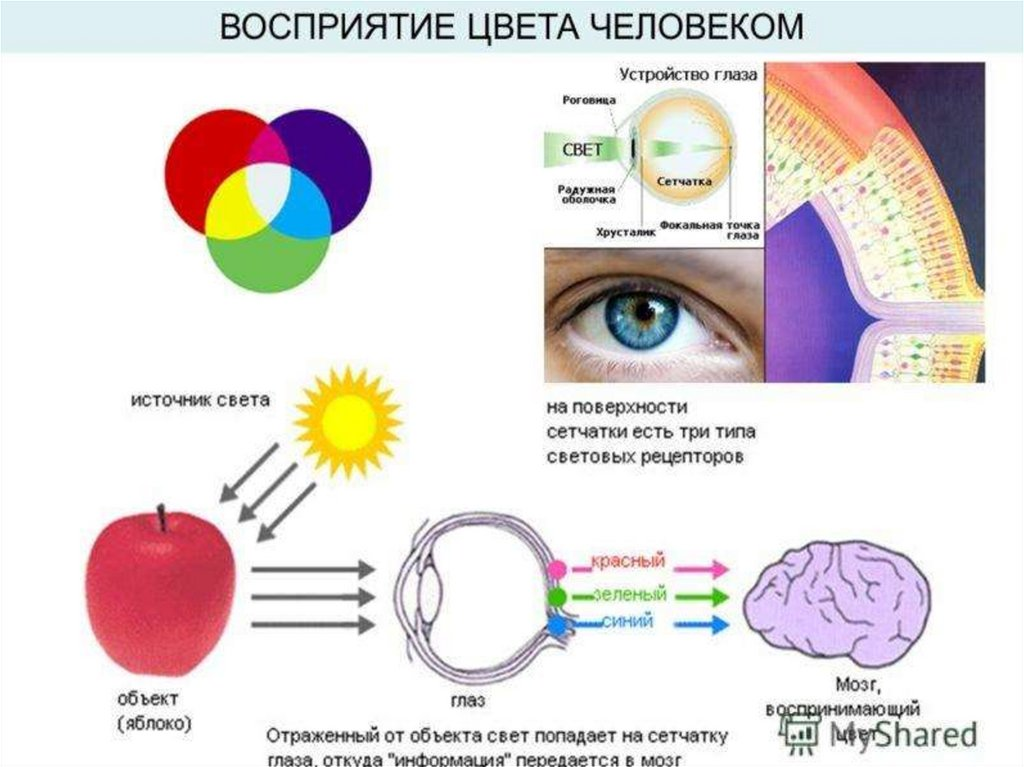 ВОСПРИЯТИЕ ЦВЕТА ЧЕЛОВЕКОМ
Устройство глаза
Роговица
СВЕТ
Сетчатка
Радужная
оболочка
Хрусталик
Фокальная точка
глаза
на поверхности
сетчатки есть три типа
световых рецепторов
источник света
красный
зеленый
синий
объект
(яблоко)
глаз
Мозг,
воспринимающий
цвет
Отраженный от объекта свет попадает на сетчатку
глаза, откуда "информация" передается в мозг
MyShared